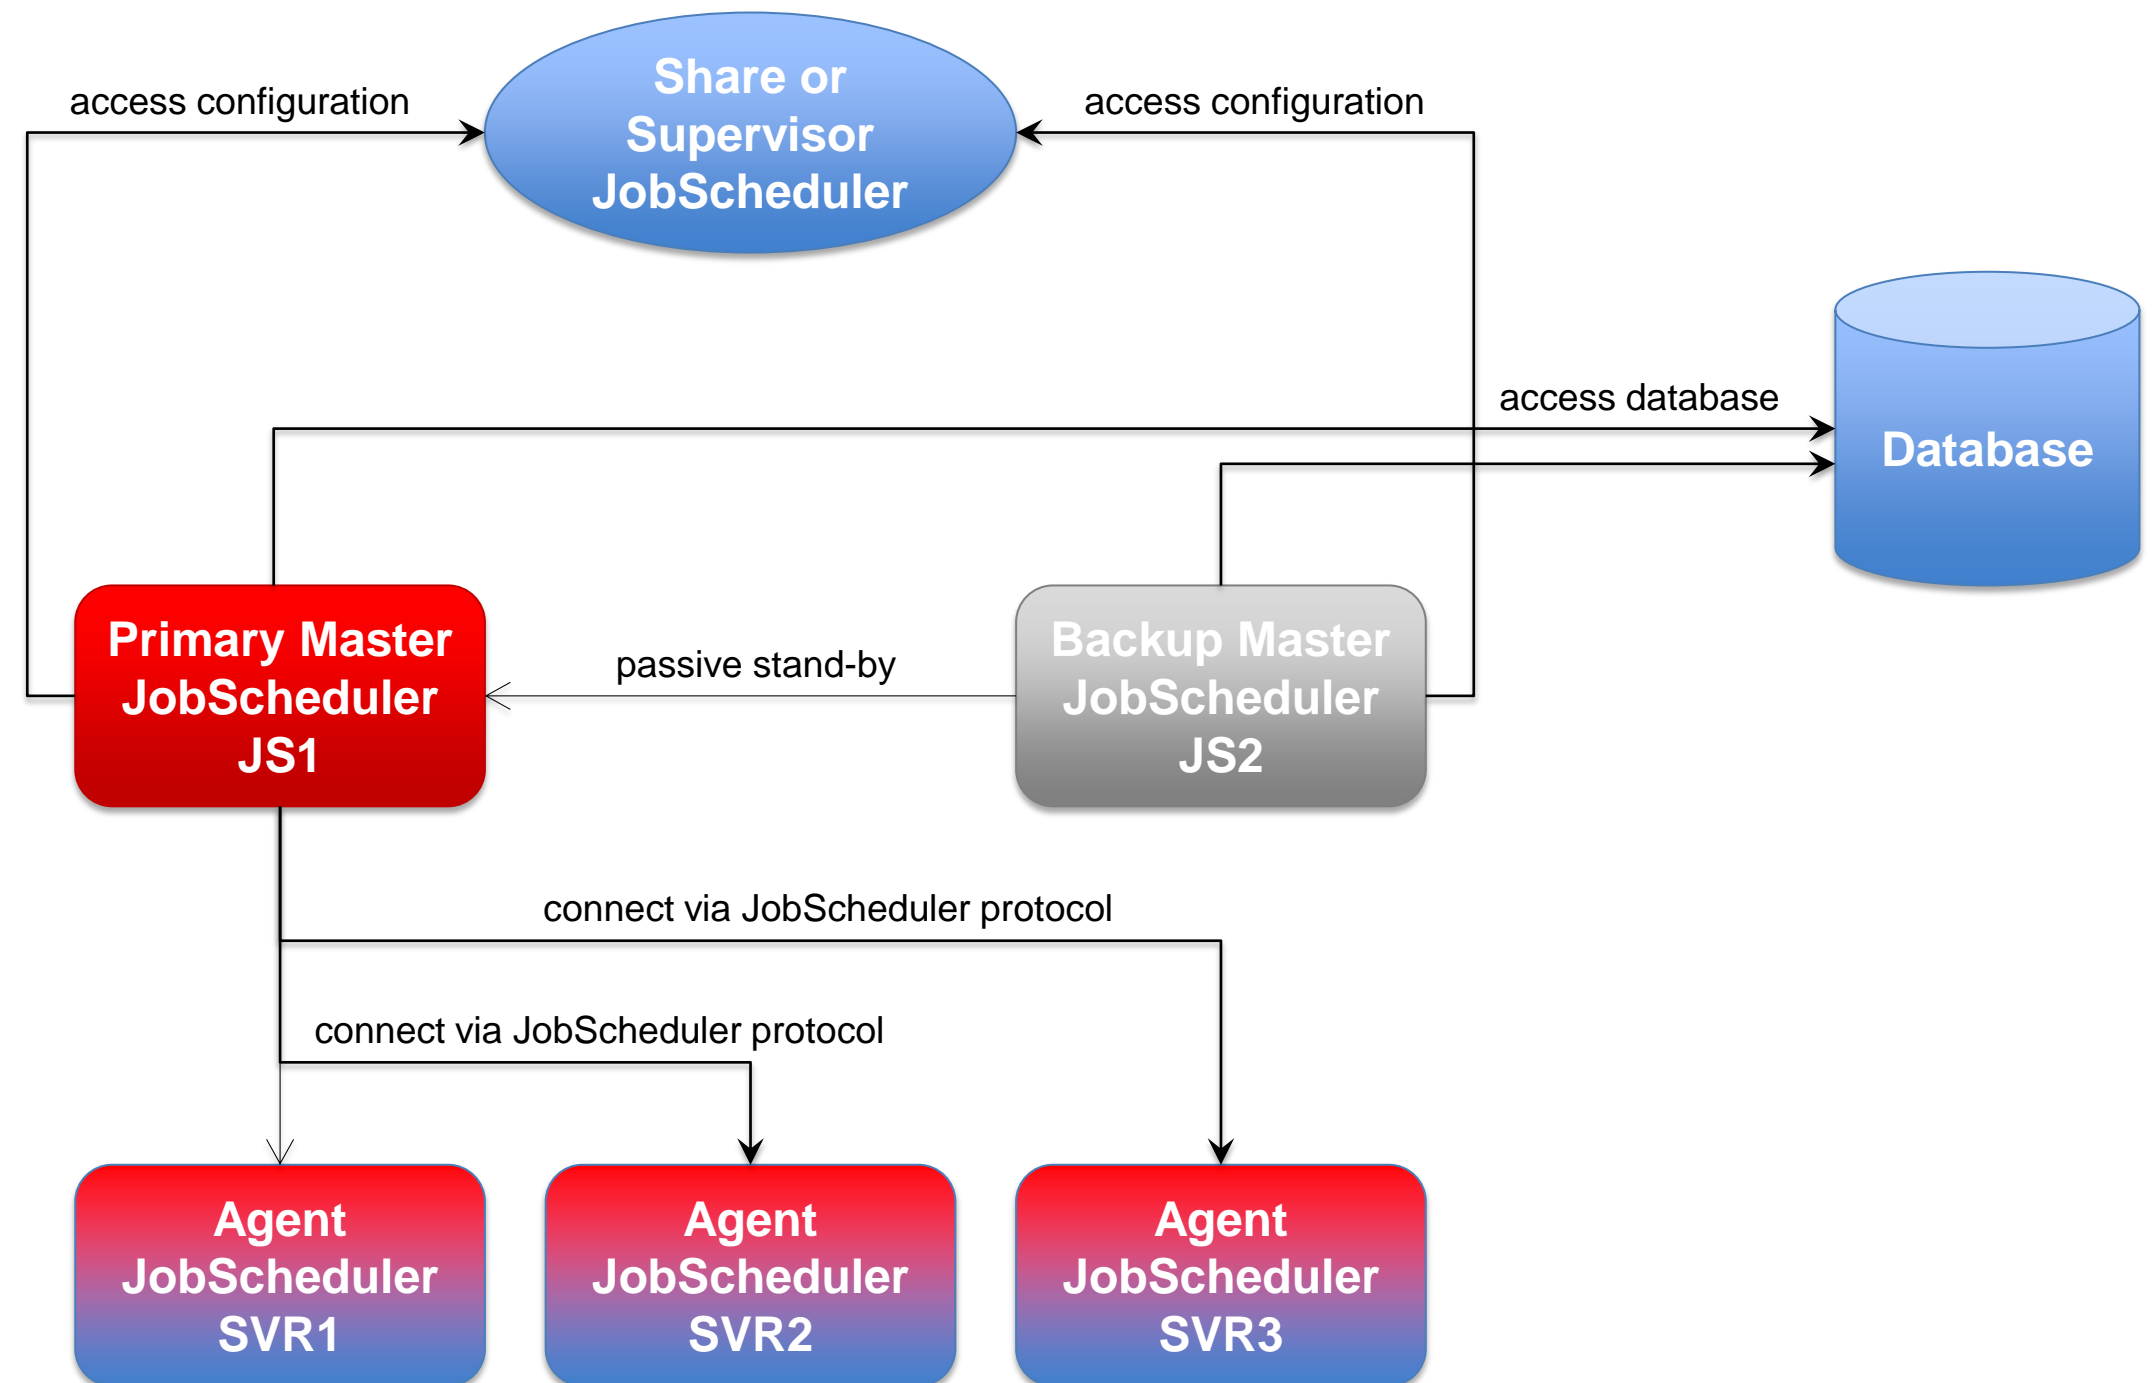 Share or
Supervisor
JobScheduler
access configuration
access configuration
access database
Database
Primary Master
JobScheduler
JS1
passive stand-by
Backup Master
JobScheduler
JS2
connect via JobScheduler protocol
connect via JobScheduler protocol
Agent
JobScheduler
SVR1
Agent
JobScheduler
SVR2
Agent
JobScheduler
SVR3